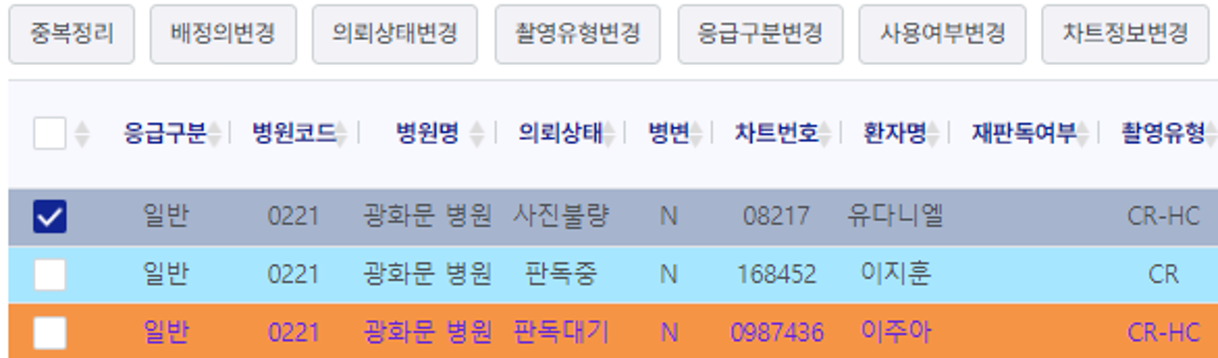 중복정리 배정의변경 의뢰상태변경 촬영유형변경 응급구분변경 사용여부변경 차트정보변경
응급구분 병원코드 병원명 의뢰상태 병변 차트번호 환자명 재판독여부 촬영유형
일반 0221 광화문 병원 사진불량 N 08217 유다니엘 CR-HC
일반 0221 광화문 병원 판독중 N 168452 이지훈 CR
일반 0221 광화문 병원 판독대기 N 0987436 이주아 CR-HC